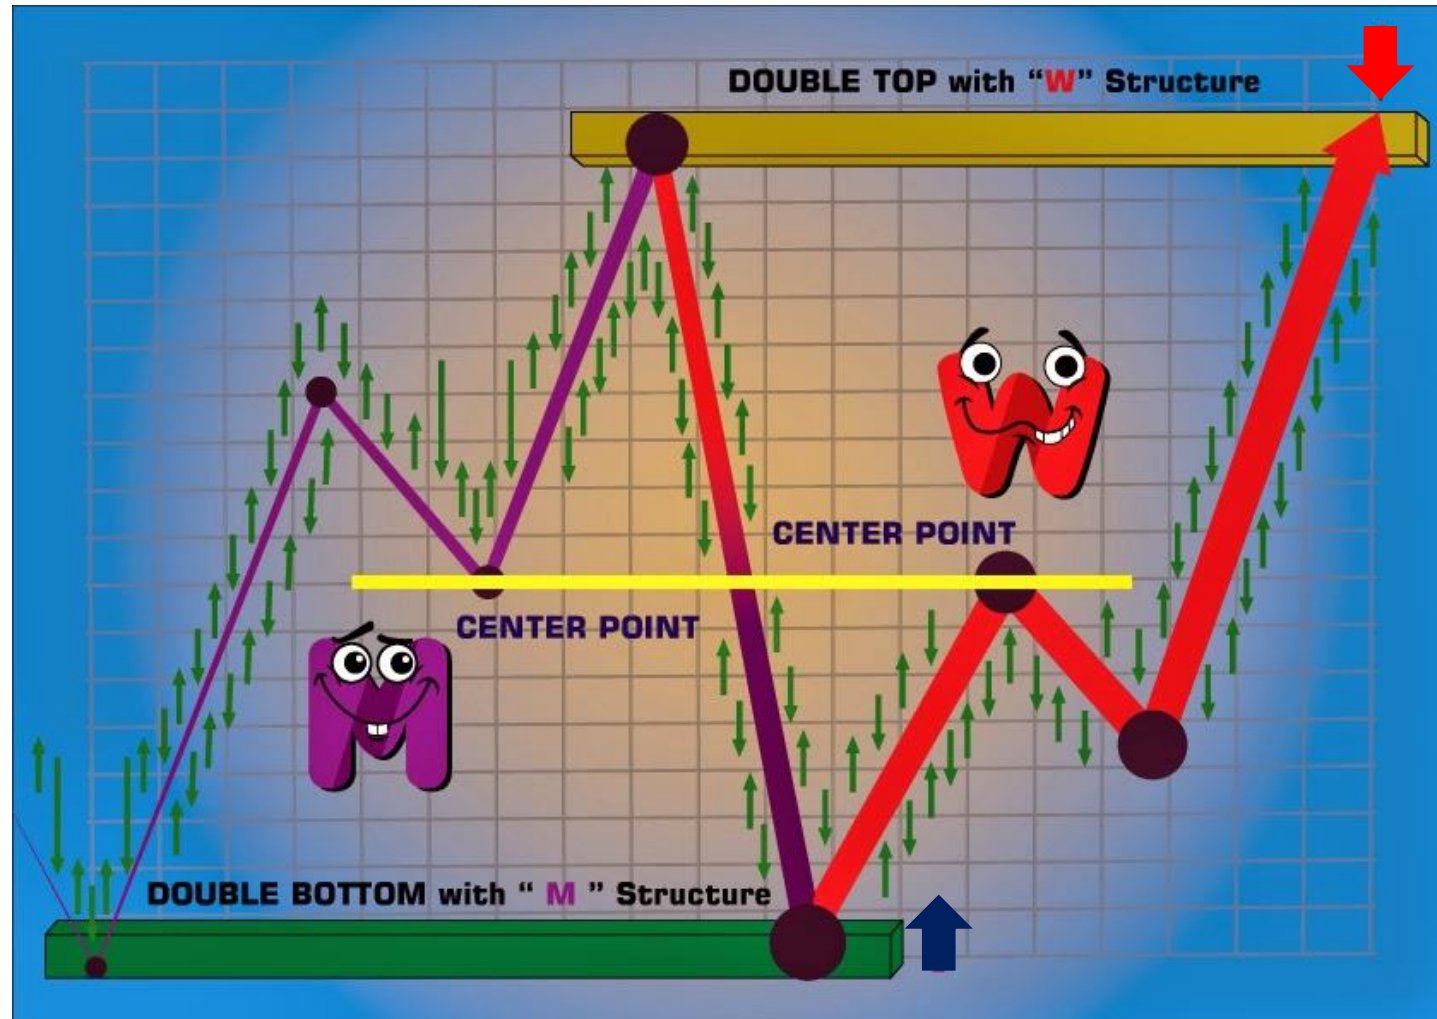 DOUBLE TOP with “W” Structure
CENTER POINT
CENTER POINT
DOUBLE BOTTOM with “ M ” Structure